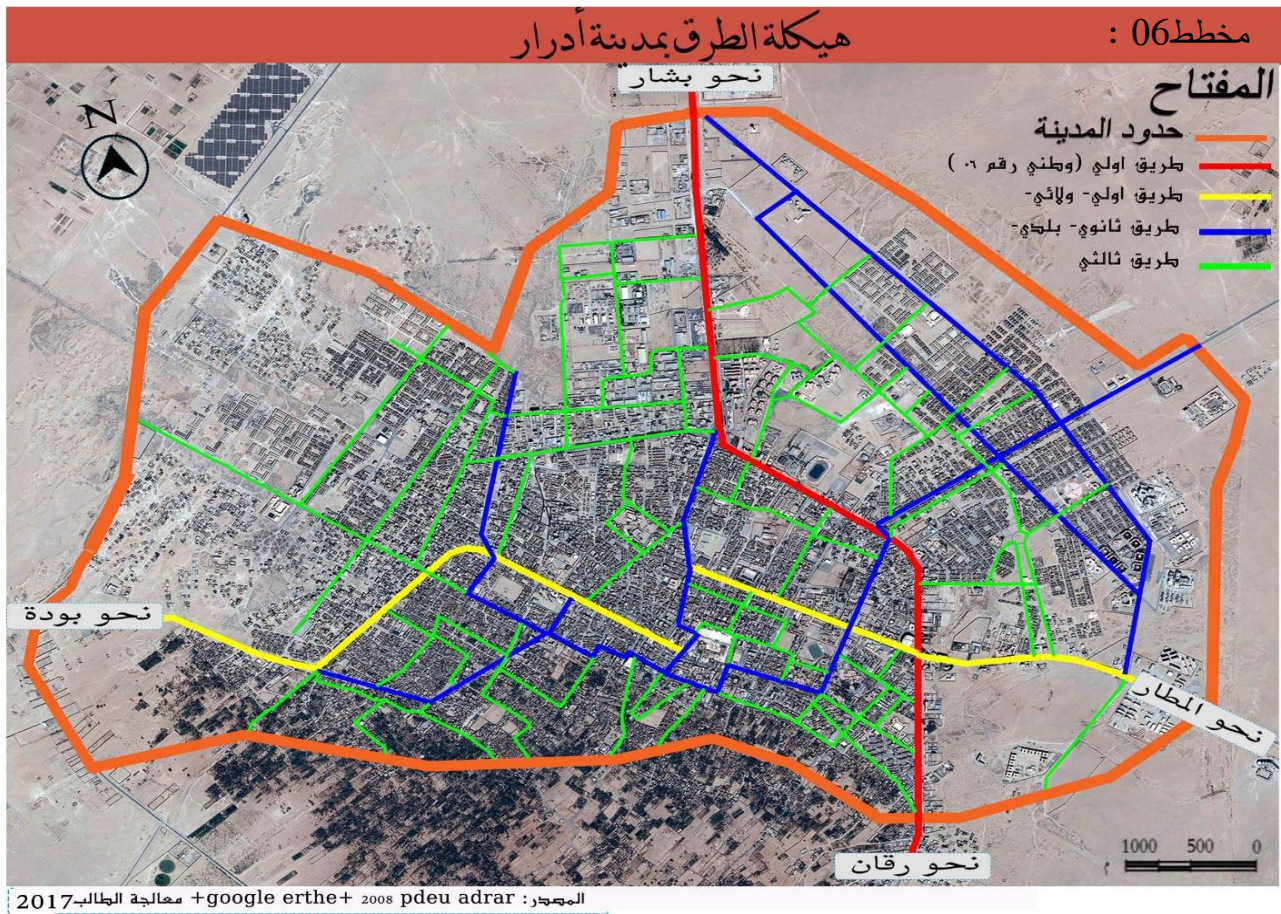 مخطط06 :
هيكلة الطرق بمدينة أدرار
نحو بشار
المفتاح
حدود المدينة
طريق اولي (وطني رقم ٠٦ )
طريق اولي- ولائي-
طريق ثانوي- بلدي-
طريق ثالثي
N
نحو بودة
نحو المطار
نحو رقان
1000 500 0
م
المصدر: google erthe+ 2008 pdeu adrar+ معالجة الطالب2017